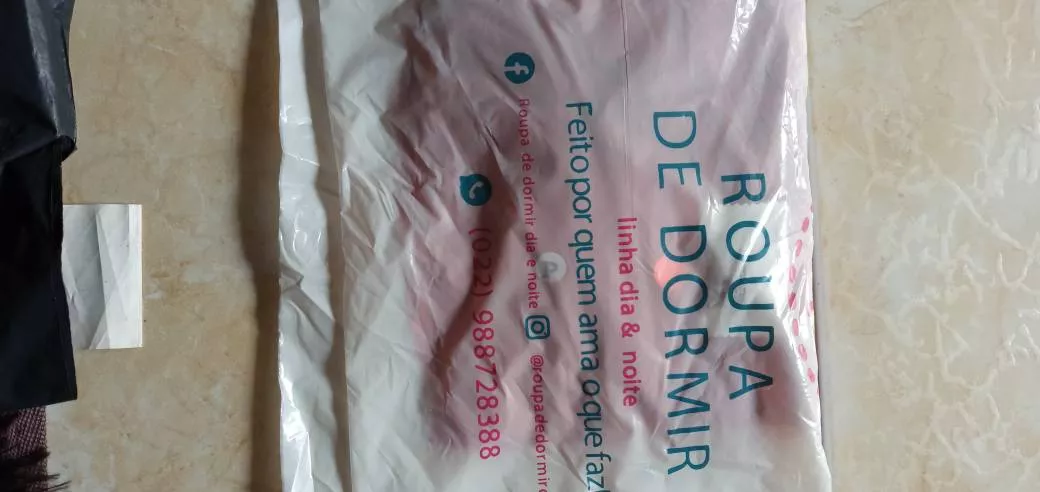 ROUPA
DE DORMIR
linha dia & noite
Feito por quem ama o que faz!
Roupa de dormir dia e noite @roupadedormir
(022) 988728388